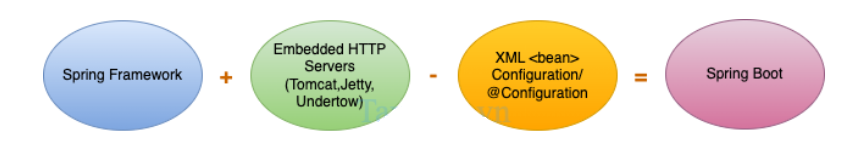 Spring Framework
+
Embedded HTTP
Servers
(Tomcat,Jetty,
Undertow)
-
XML <bean>
Configuration/
@Configuration
=
Spring Boot